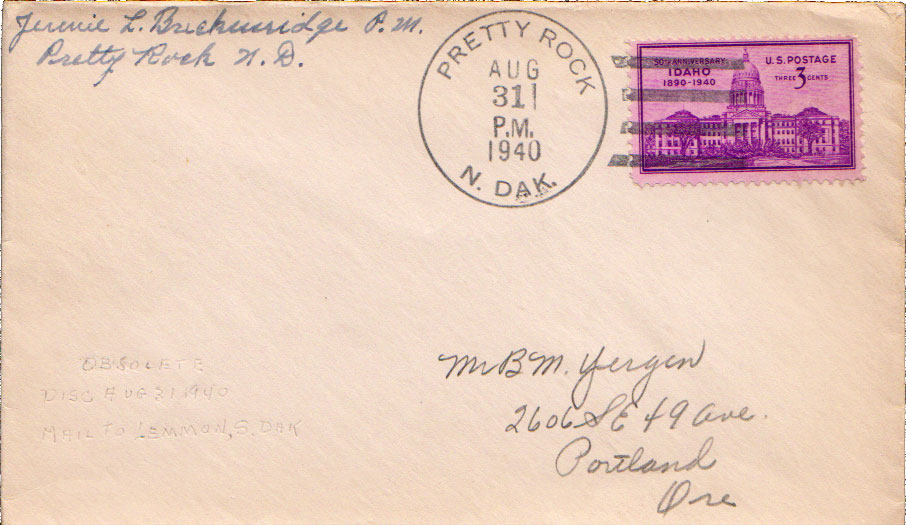 Jennie L. Breckenridge P.M.
Pretty Rock N.D.
PRETTY ROCK
AUG
31
P.M.
1940
N. DAK.
50TH ANNIVERSARY
IDAHO
1890-1940
U.S. POSTAGE
THREE 3 CENTS
Mr B.M. Yergen
2606 SE 49 Ave.
Portland
Ore
OBSOLETE
DISC AUG 21 1940
MAIL TO LEMMON, S. DAK